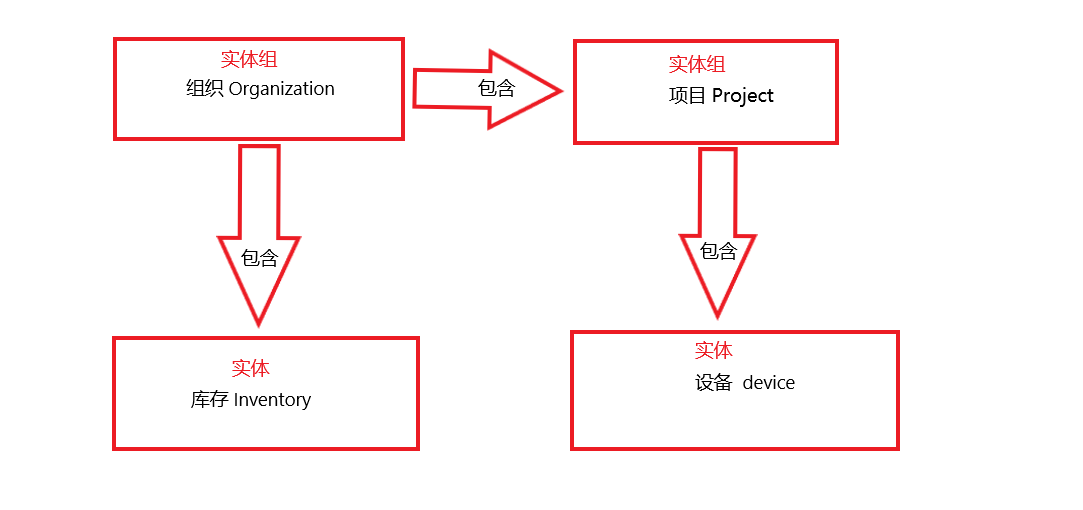 实体组
组织 Organization
包含
实体组
项目 Project
包含
包含
实体
库存 Inventory
实体
设备  device